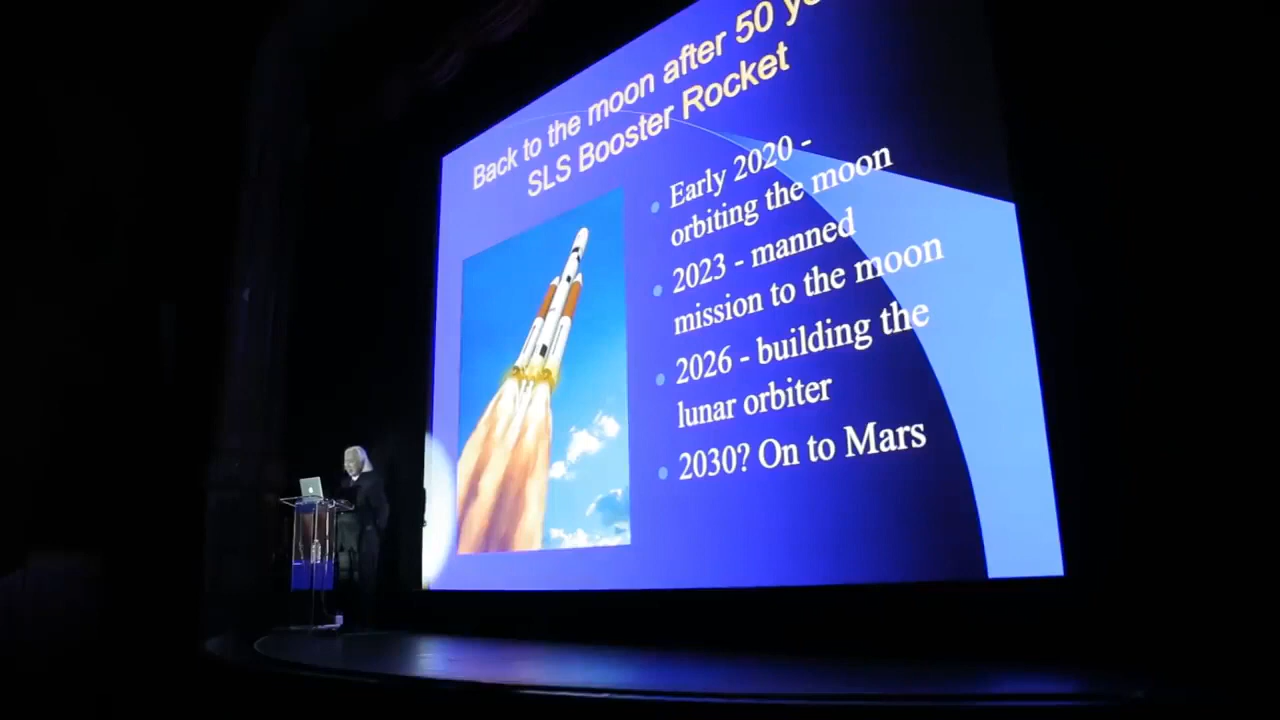 Back to the moon after 50
SLS Booster Rocket
Early 2020 -
orbiting the moon
2023 - manned
mission to the moon
2026 - building the
lunar orbiter
2030? On to Mars